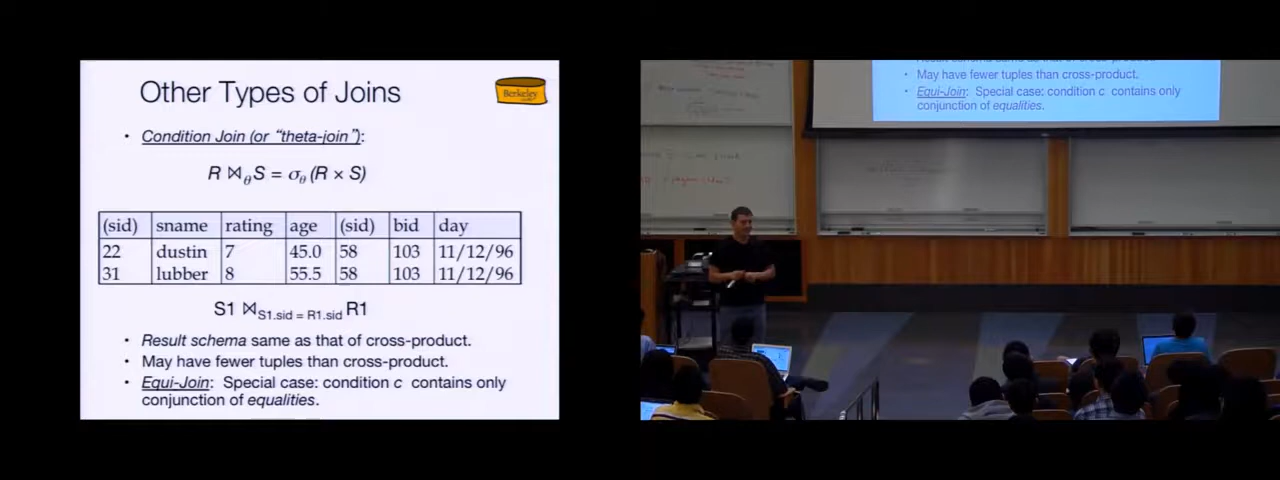 Other Types of Joins
Berkeley
• Condition Join (or “theta-join”):
R ⋈θ S = σθ (R × S)
(sid) sname rating age (sid) bid day
22 dustin 7 45.0 58 103 11/12/96
31 lubber 8 55.5 58 103 11/12/96
S1 ⋈S1.sid = R1.sid R1
• Result schema same as that of cross-product.
• May have fewer tuples than cross-product.
• Equi-Join: Special case: condition c contains only
conjunction of equalities.
• May have fewer tuples than cross-product.
• Equi-Join: Special case: condition c contains only
conjunction of equalities.